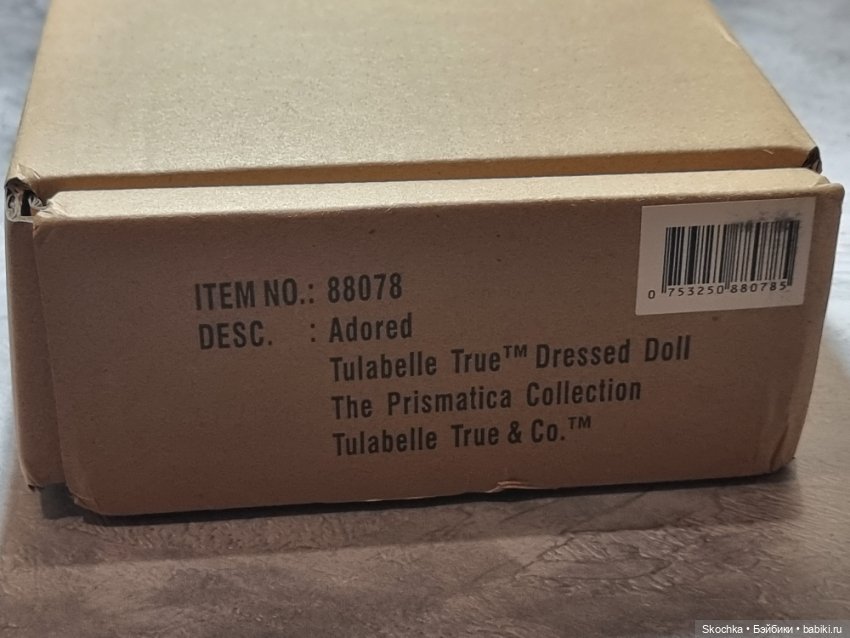 ITEM NO.: 88078
DESC. : Adored
Tulabelle True™ Dressed Doll
The Prismatica Collection
Tulabelle True & Co.™
0 753250 880785
Skochka • Бэйбики • babiki.ru